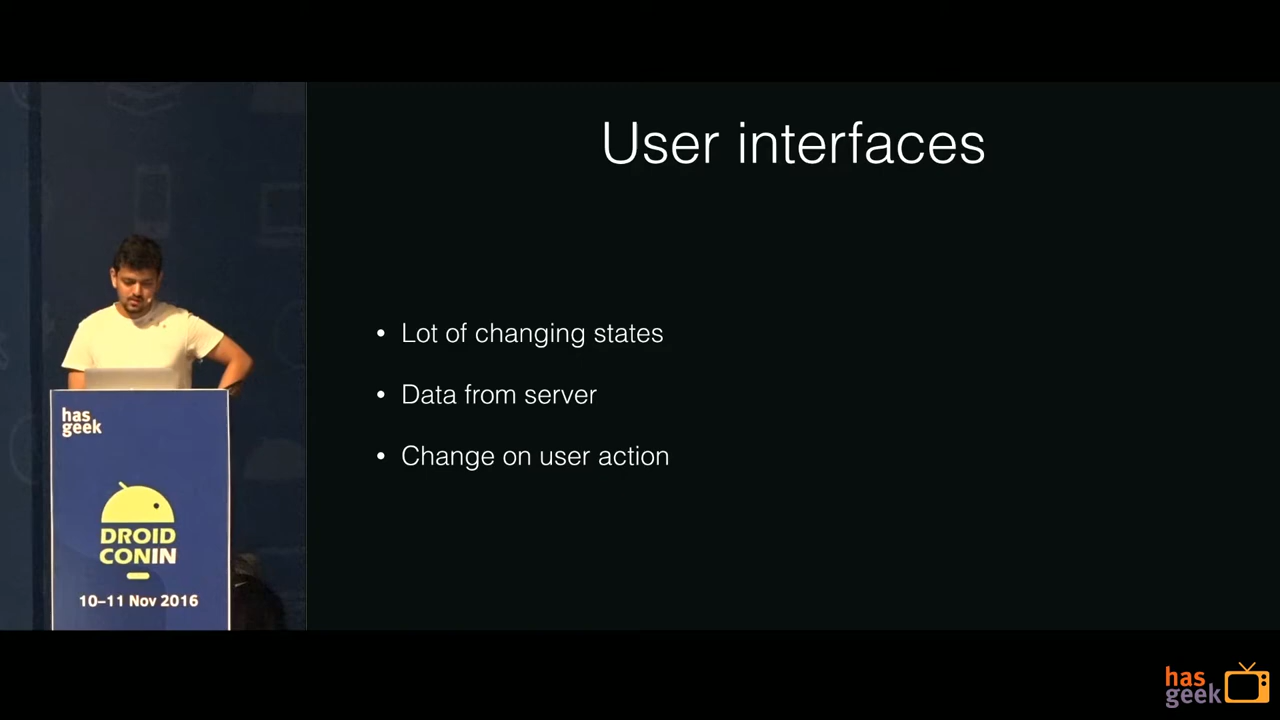 User interfaces
• Lot of changing states
• Data from server
• Change on user action
has
geek
DROID
CONIN
10–11 Nov 2016
has
geek